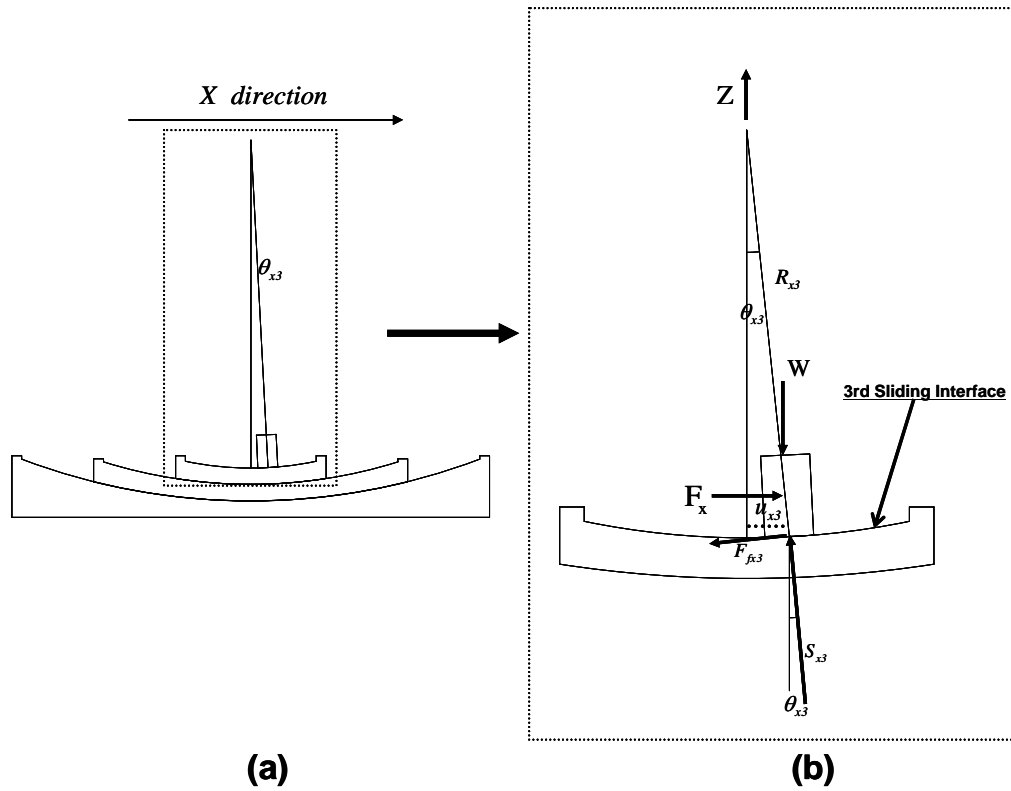 X direction
θx3
(a)
Z
Rx3
θx3
W
3rd Sliding Interface
Fx
ux3
Ffx3
Sx3
θx3
(b)